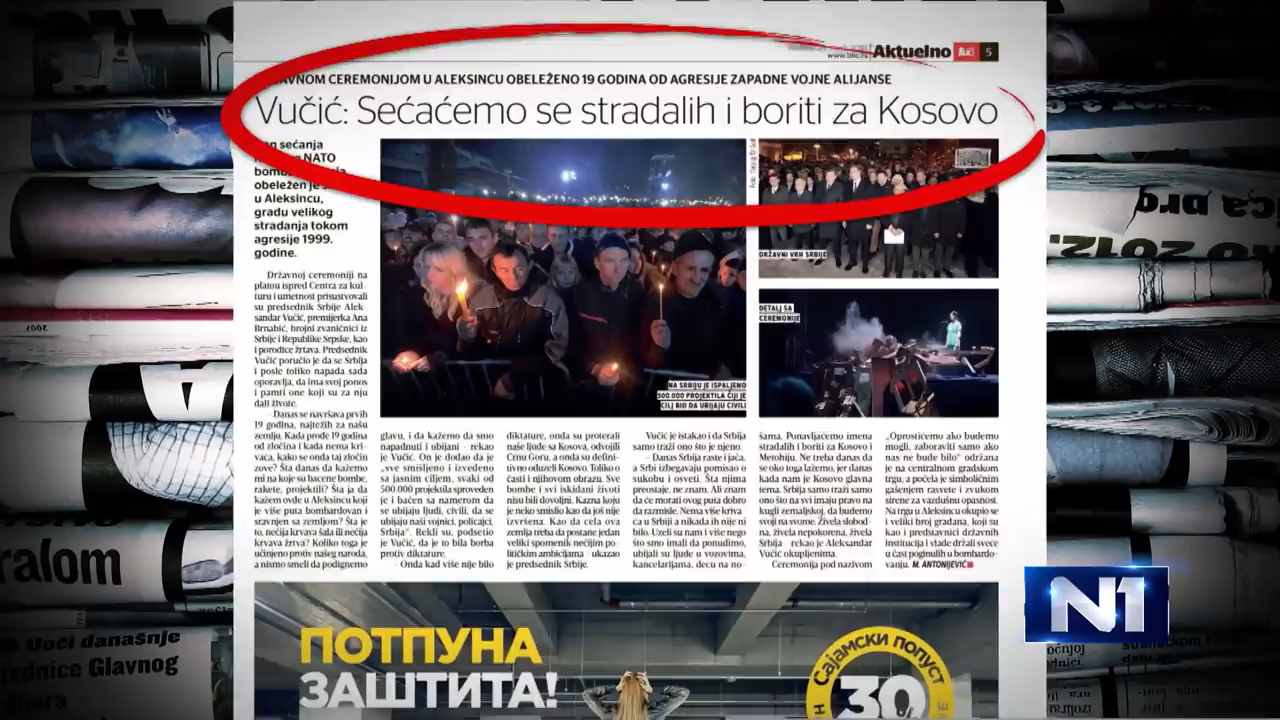 www.blic.rs Aktuelno Blic 5
AVNOM CEREMONIJOM U ALEKSINCU OBELEŽENO 19 GODINA OD AGRESIJE ZAPADNE VOJNE ALIJANSE
Vučić: Sećaćemo se stradalih i boriti za Kosovo
an sećanja
NATO
obeležen je
u Aleksincu,
gradu velikog
stradanja tokom
agresije 1999.
godine.
Državnoj ceremoniji na
platou ispred Centra za kul-
turu i umetnost prisustvovali
su predsednik Srbije Alek-
sandar Vučić, premijerka Ana
Brnabić, brojni zvaničnici iz
Srbije i Republike Srpske, kao
i porodice žrtava. Predsednik
Vučić poručio je da se Srbija
i posle toliko napada sada
oporavlja, da ima svoj ponos
i pamti one koji su za nju
dali živote.
Danas se navršava prvih
19 godina, najtežih za našu
zemlju. Kada prođe 19 godina
od zločina i kada nema kri-
vaca, kako se onda taj zločin
zove? Šta danas da kažemo
mi na koje su bacene bombe,
rakete, projektili? Šta ja da
kažem ovde u Aleksincu koji
je više puta bombardovan i
sravnjen sa zemljom? Šta je
to, nečija krvava šala ili nečija
krvava žrtva? Koliko toga je
učinjeno protiv našeg naroda,
a nismo smeli da podignemo
DRŽAVNI VRH SRBIJE
DETALJ SA
CEREMONIJE
NA SRBIJU JE ISPALJENO
500.000 PROJEKTILA ČIJI JE
CILJ BIO DA UBIJAJU CIVILI
glavu, i da kažemo da smo
napadnuti i ubijani - rekao
je Vučić. On je dodao da je
„sve smišljeno i izvedeno
sa jasnim ciljem, svaki od
500.000 projektila sproveden
je i bačen sa namerom da
se ubijaju ljudi, civili, da se
ubijaju naši vojnici, policajci,
Srbija". Rekli su, podsetio
je Vučić, da je to bila borba
protiv diktature.
- Onda kad više nije bilo
diktature, onda su proterali
naše ljude sa Kosova, odvojili
Crnu Goru, a onda su defini-
tivno oduzeli Kosovo. Toliko o
časti i njihovom obrazu. Sve
bombe i svi iskidani životi
nisu bili dovoljni. Kazna koju
je neko smislio kao da još nije
izvršena. Kao da cela ova
zemlja treba da postane jedan
veliki spomenik nečijim po-
litičkim ambicijama - ukazao
je predsednik Srbije.
Vučić je istakao i da Srbija
samo traži ono što je njeno.
- Danas Srbija raste i jača,
a Srbi izbegavaju pomisao o
sukobu i osveti. Šta njima
preostaje, ne znam. Ali znam
da će morati ovog puta dobro
da razmisle. Nema više kriva-
ca u Srbiji a nikada ih nije ni
bilo. Uzeli su nam i više nego
što smo imali da ponudimo,
ubijali su ljude u vozovima,
kancelarijama, decu na no-
šama. Ponavljaćemo imena
stradalih i boriti za Kosovo i
Metohiju. Ne treba danas da
se oko toga lažemo, jer danas
kada nam je Kosovo glavna
tema, Srbija samo traži samo
ono što na svi imaju pravo na
kugli zemaljskoj, da budemo
svoji na svome. Živela slobod-
na, živela nepokorena, živela
Srbija - rekao je Aleksandar
Vučić okupljenima.
Ceremonija pod nazivom
„Oprostićemo ako budemo
mogli, zaboraviti samo ako
nas ne bude bilo" održana
je na centralnom gradskom
trgu, a počela je simboličnim
gašenjem rasvete i zvukom
sirene za vazdušnu opasnost.
Na trgu u Aleksincu okupio se
i veliki broj građana, koji su
kao i predstavnici državnih
institucija i vlade držali sveće
u čast poginulih u bombardo-
vanju. M. ANTONIJEVIĆ
ПОТПУНА
ЗАШТИТА!
Сајамски попуст
30
N1
2007
ralom
Uoči današnje
jednice Glavnog
2012.